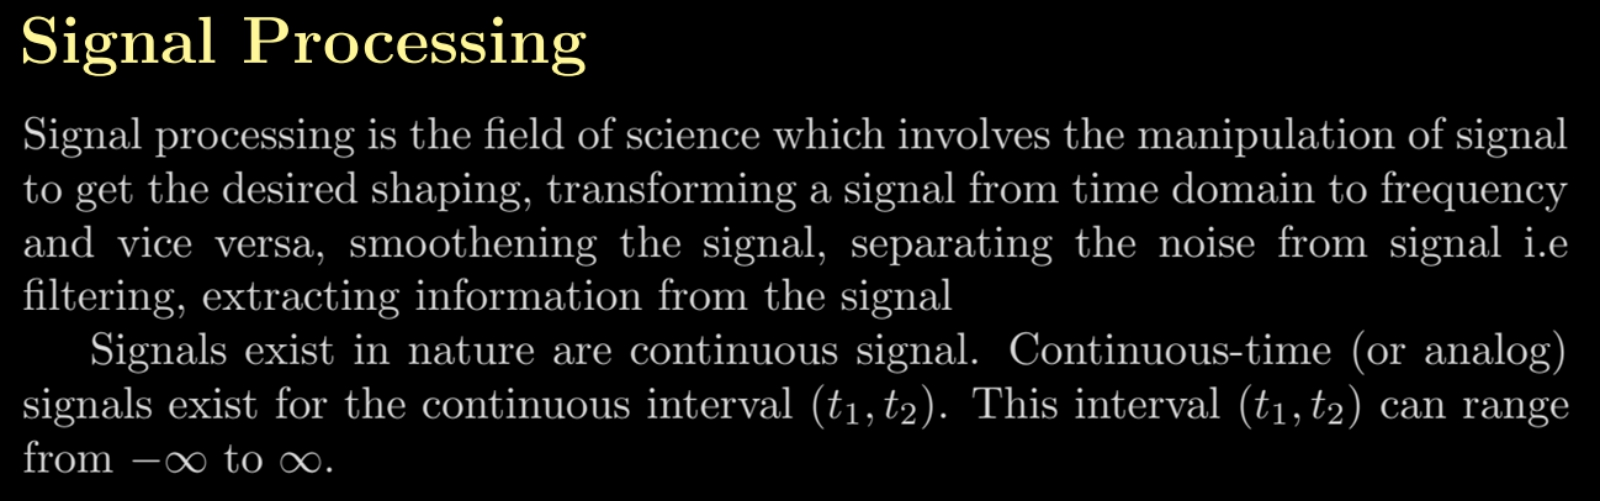 Signal Processing
Signal processing is the field of science which involves the manipulation of signal
to get the desired shaping, transforming a signal from time domain to frequency
and vice versa, smoothening the signal, separating the noise from signal i.e
filtering, extracting information from the signal
Signals exist in nature are continuous signal. Continuous-time (or analog)
signals exist for the continuous interval (t₁, t₂). This interval (t₁, t₂) can range
from −∞ to ∞.